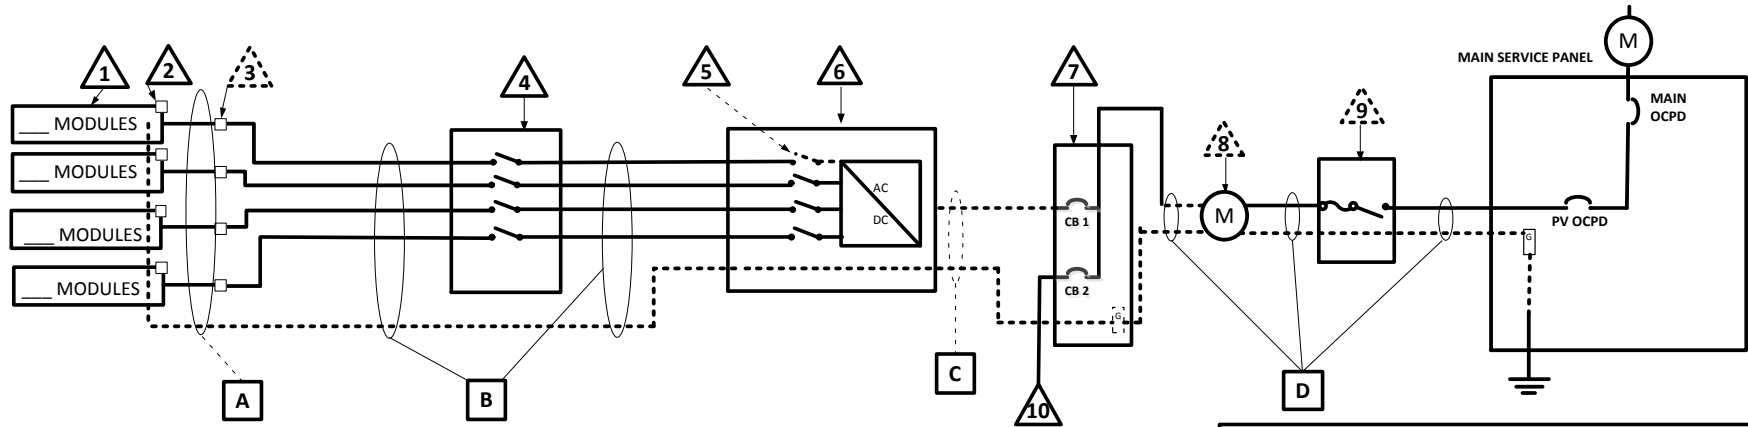 M
MAIN SERVICE PANEL
1
2
3
4
5
6
7
8
9
MAIN
OCPD
___ MODULES
___ MODULES
___ MODULES
___ MODULES
AC
DC
CB 1
M
PV OCPD
G
CB 2
G
A
B
C
10
D